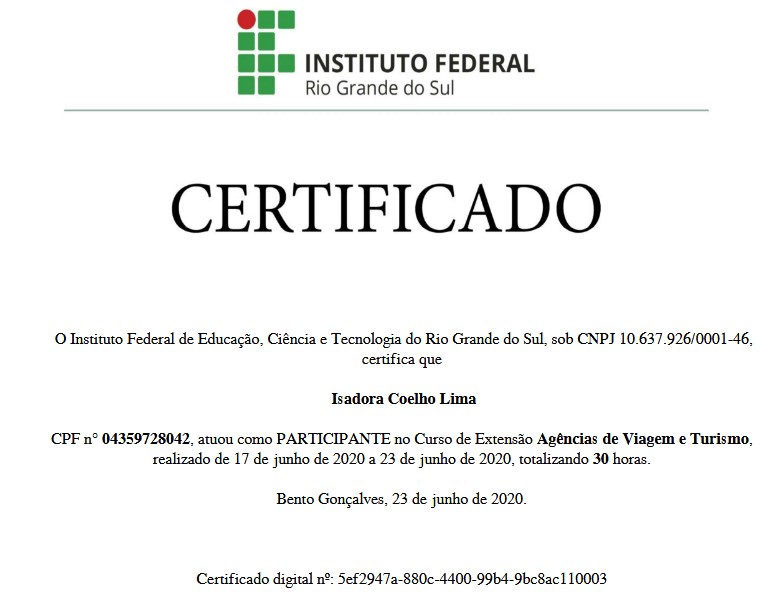 INSTITUTO FEDERAL
Rio Grande do Sul
CERTIFICADO
O Instituto Federal de Educação, Ciência e Tecnologia do Rio Grande do Sul, sob CNPJ 10.637.926/0001-46,
certifica que
Isadora Coelho Lima
CPF n° 04359728042, atuou como PARTICIPANTE no Curso de Extensão Agências de Viagem e Turismo,
realizado de 17 de junho de 2020 a 23 de junho de 2020, totalizando 30 horas.
Bento Gonçalves, 23 de junho de 2020.
Certificado digital nº: 5ef2947a-880c-4400-99b4-9bc8ac110003